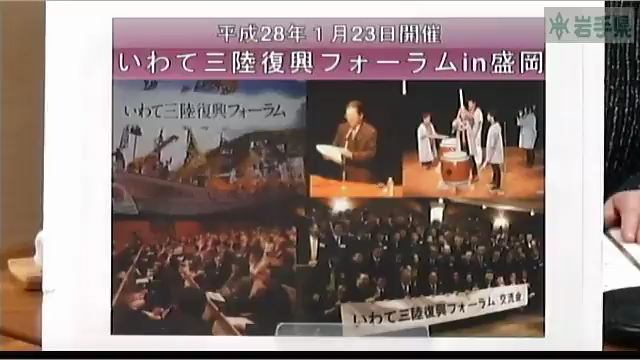 岩手県
平成28年1月23日開催
いわて三陸復興フォーラムin盛岡
いわて三陸復興フォーラム
いわて三陸復興フォーラム 交流会